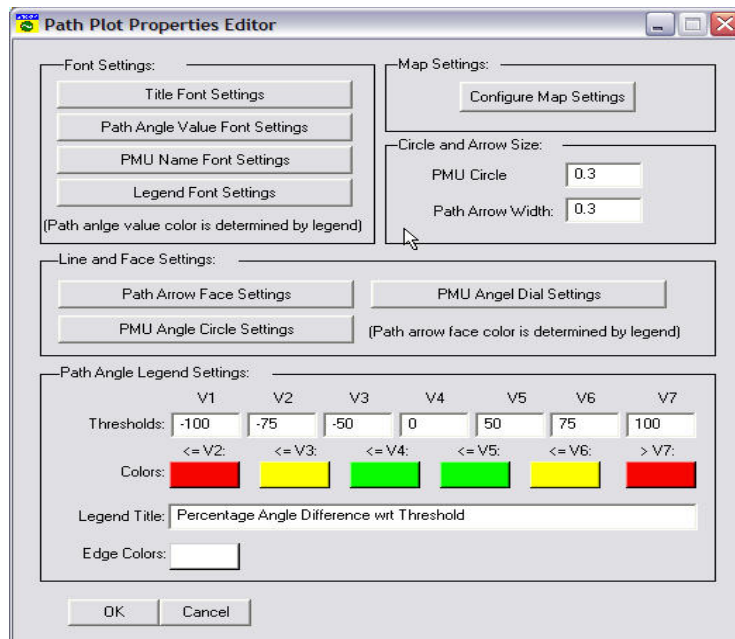 Path Plot Properties Editor
Font Settings:
Title Font Settings
Path Angle Value Font Settings
PMU Name Font Settings
Legend Font Settings
(Path anlge value color is determined by legend)
Map Settings:
Configure Map Settings
Circle and Arrow Size:
PMU Circle 0.3
Path Arrow Width: 0.3
Line and Face Settings:
Path Arrow Face Settings PMU Angel Dial Settings
PMU Angle Circle Settings (Path arrow face color is determined by legend)
Path Angle Legend Settings:
V1 V2 V3 V4 V5 V6 V7
Thresholds: -100 -75 -50 0 50 75 100
<= V2: <= V3: <= V4: <= V5: <= V6: > V7:
Colors:
Legend Title: Percentage Angle Difference wrt Threshold
Edge Colors:
OK Cancel